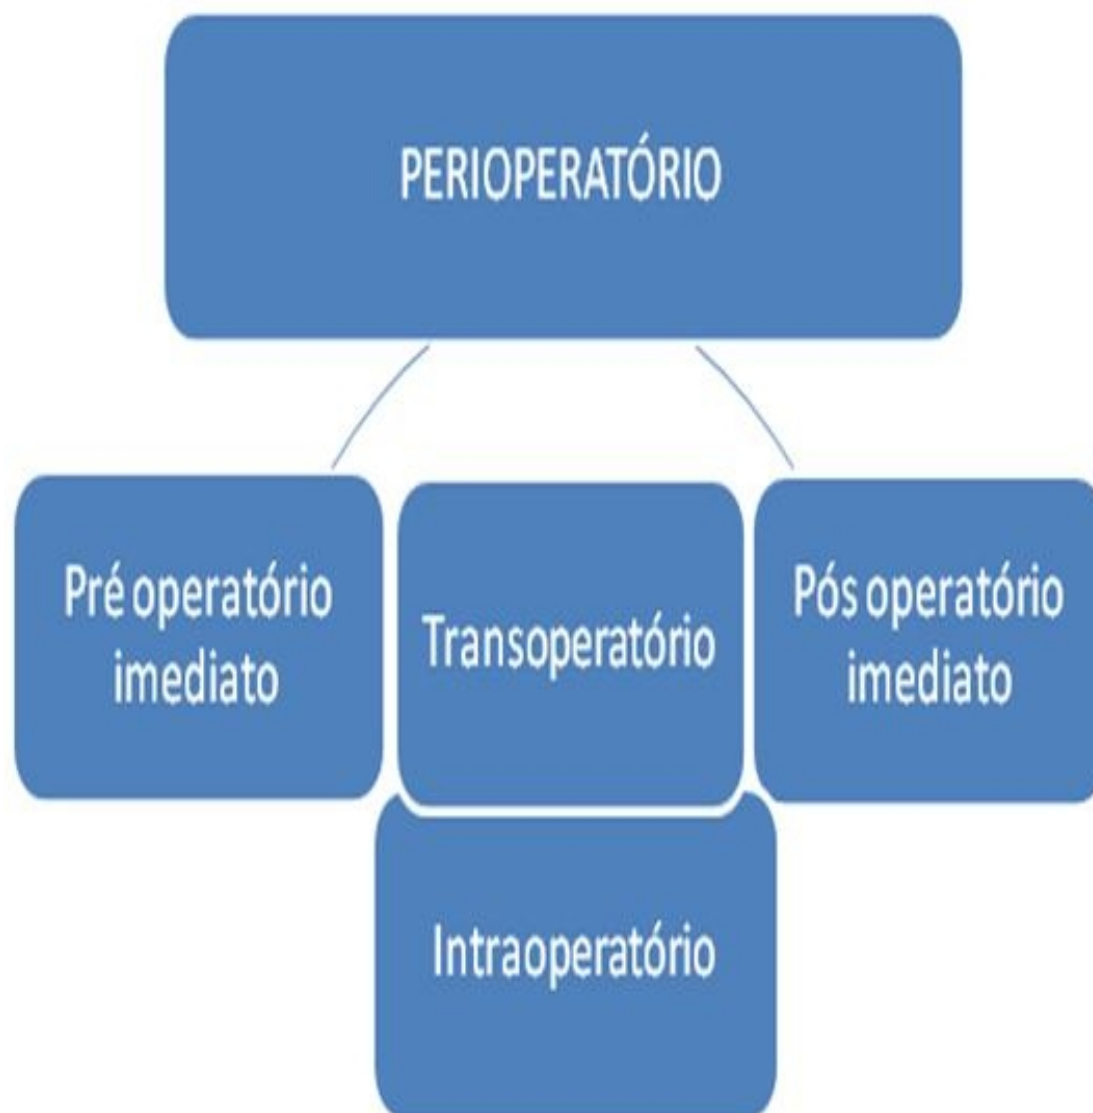 PERIOPERATÓRIO
Pré operatório
imediato
Transoperatório
Pós operatório
imediato
Intraoperatório